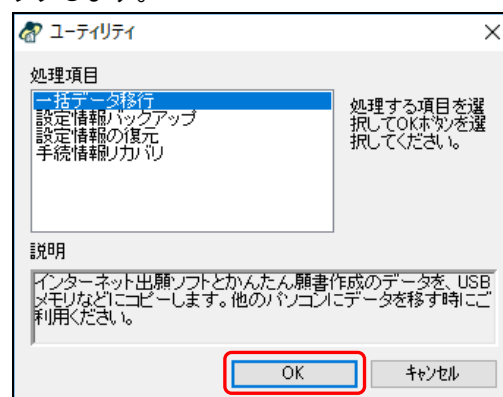 ユーティリティ
処理項目
一括データ移行
設定情報バックアップ
設定情報の復元
手続情報リカバリ
処理する項目を選
択してOKボタンを選
択してください。
説明
インターネット出願ソフトとかんたん願書作成のデータを、USB
メモリなどにコピーします。他のパソコンにデータを移す時にご
利用ください。
OK
キャンセル